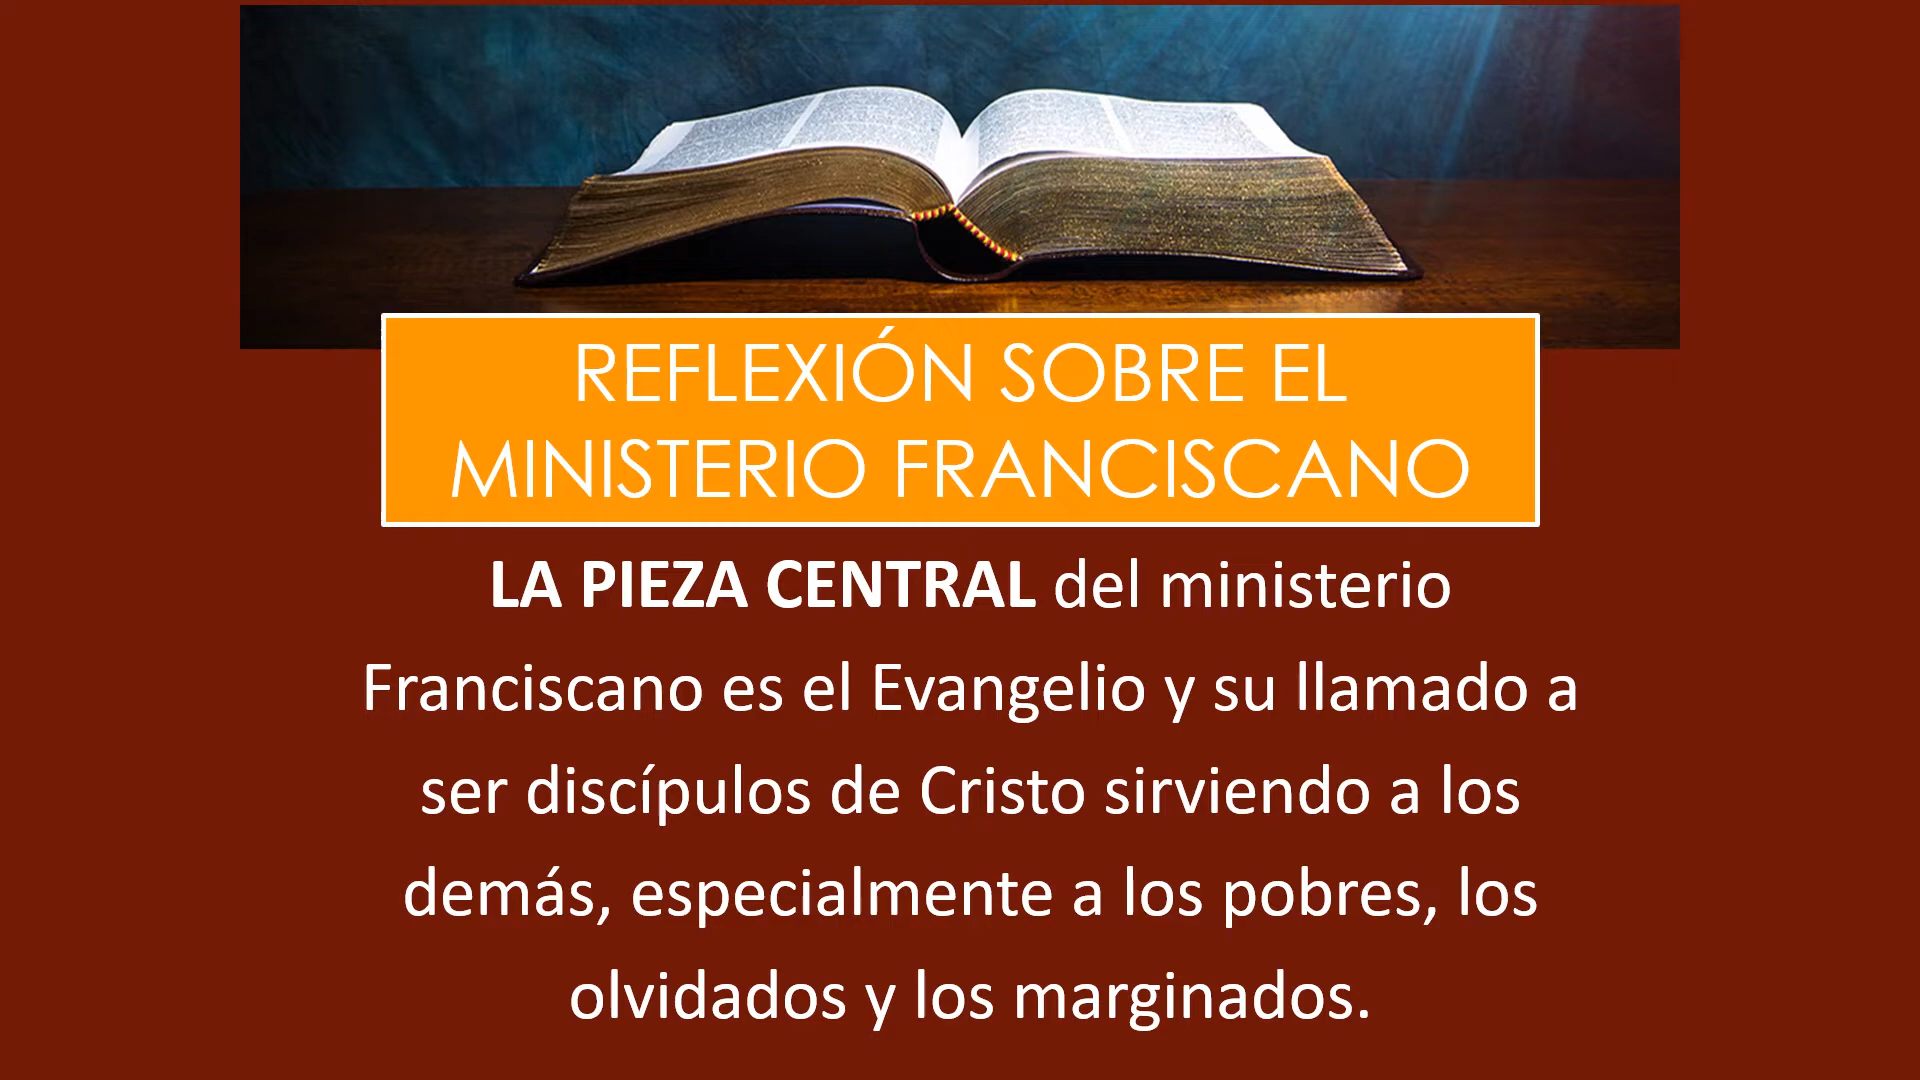 REFLEXIÓN SOBRE EL
MINISTERIO FRANCISCANO
LA PIEZA CENTRAL del ministerio
Franciscano es el Evangelio y su llamado a
ser discípulos de Cristo sirviendo a los
demás, especialmente a los pobres, los
olvidados y los marginados.